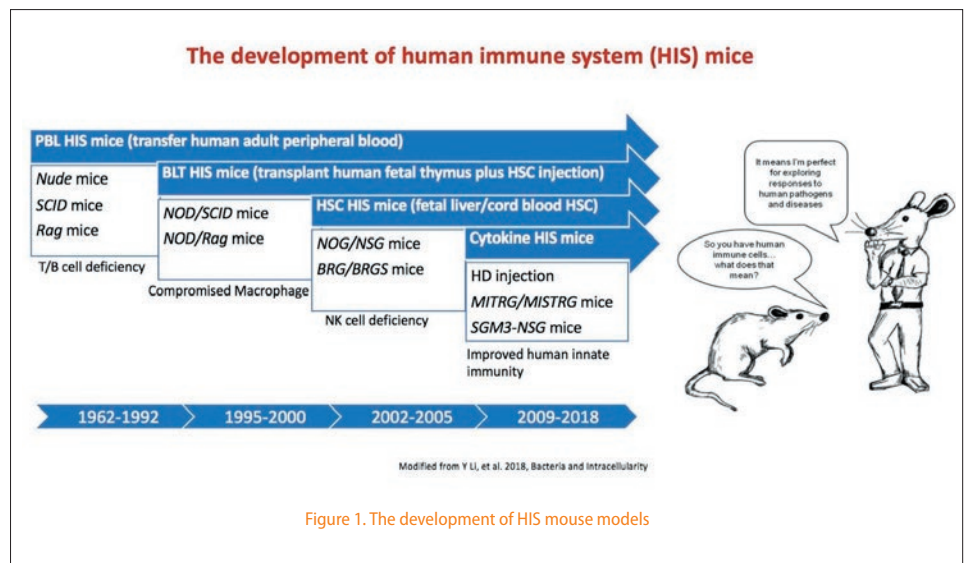 The development of human immune system (HIS) mice
PBL HIS mice (transfer human adult peripheral blood)
Nude mice
SCID mice
Rag mice
T/B cell deficiency
BLT HIS mice (transplant human fetal thymus plus HSC injection)
NOD/SCID mice
NOD/Rag mice
Compromised Macrophage
HSC HIS mice (fetal liver/cord blood HSC)
NOG/NSG mice
BRG/BRGS mice
NK cell deficiency
Cytokine HIS mice
HD injection
MITRG/MISTRG mice
SGM3-NSG mice
Improved human innate
immunity
So you have human
immune cells...
what does that
mean?
It means I'm perfect
for exploring
responses to
human pathogens
and diseases
1962-1992
1995-2000
2002-2005
2009-2018
Modified from Y Li, et al. 2018, Bacteria and Intracellularity
Figure 1. The development of HIS mouse models